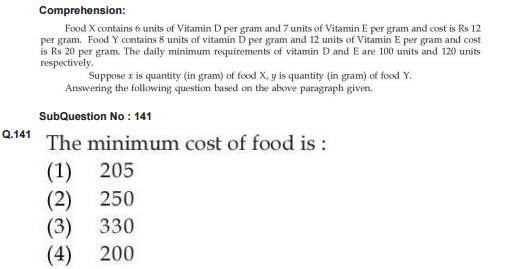 Comprehension:
Food X contains 6 units of Vitamin D per gram and 7 units of Vitamin E per gram and cost is Rs 12
per gram. Food Y contains 8 units of vitamin D per gram and 12 units of Vitamin E per gram and cost
is Rs 20 per gram. The daily minimum requirements of vitamin D and E are 100 units and 120 units
respectively.
Suppose x is quantity (in gram) of food X, y is quantity (in gram) of food Y.
Answering the following question based on the above paragraph given.
SubQuestion No : 141
Q.141 The minimum cost of food is :
(1) 205
(2) 250
(3) 330
(4) 200